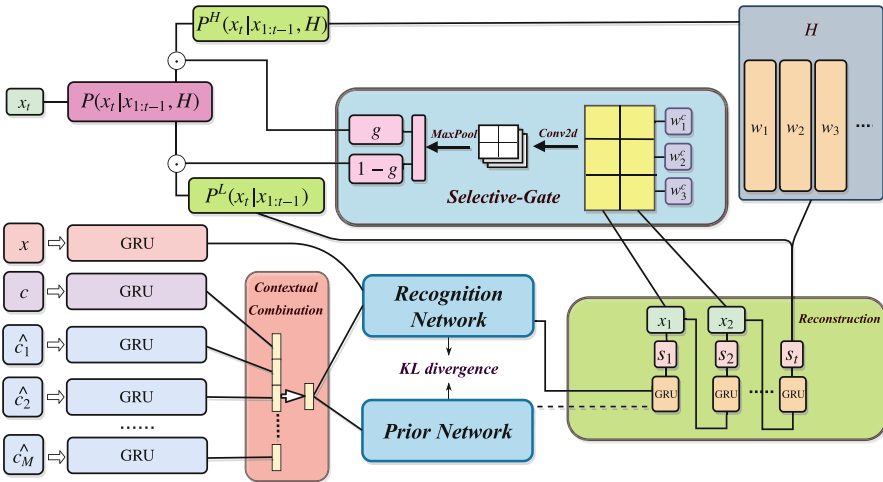 P^H(x_t|x_{1:t-1}, H)
H
x_t
P(x_t|x_{1:t-1}, H)
g
MaxPool
Conv2d
w_1^c
w_2^c
w_3^c
w_1
w_2
w_3
....
1 − g
Selective-Gate
P^L(x_t|x_{1:t-1})
x
GRU
Contextual
Combination
Recognition
Network
c
GRU
x_1
x_2
Reconstruction
ĉ_1
GRU
KL divergence
s_1
s_2
s_t
GRU
GRU
......
GRU
ĉ_2
GRU
......
Prior Network
ĉ_M
GRU